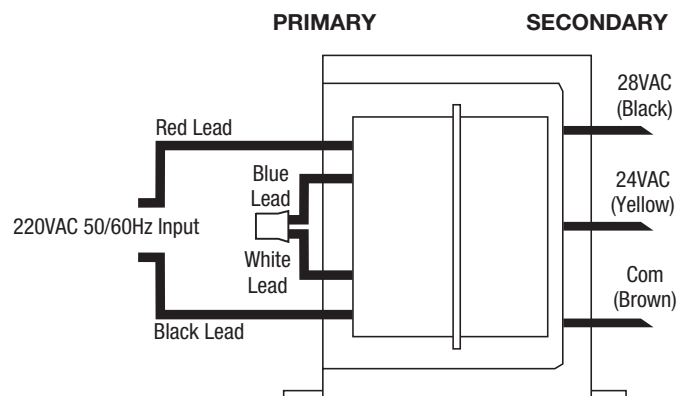 PRIMARY
SECONDARY
28VAC
(Black)
Red Lead
Blue
Lead
24VAC
(Yellow)
220VAC 50/60Hz Input
White
Lead
Com
(Brown)
Black Lead